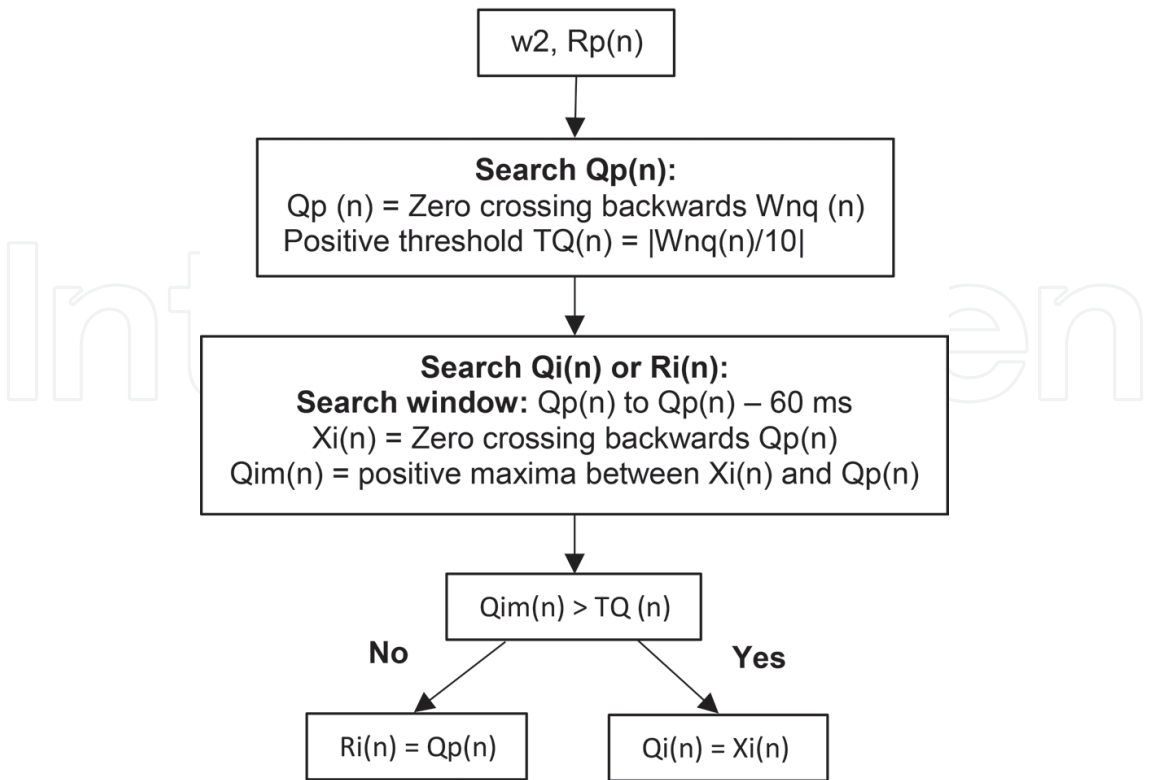 w2, Rp(n)
Search Qp(n):
Qp (n) = Zero crossing backwards Wnq (n)
Positive threshold TQ(n) = |Wnq(n)/10|
Search Qi(n) or Ri(n):
Search window: Qp(n) to Qp(n) – 60 ms
Xi(n) = Zero crossing backwards Qp(n)
Qim(n) = positive maxima between Xi(n) and Qp(n)
Qim(n) > TQ (n)
No
Yes
Ri(n) = Qp(n)
Qi(n) = Xi(n)